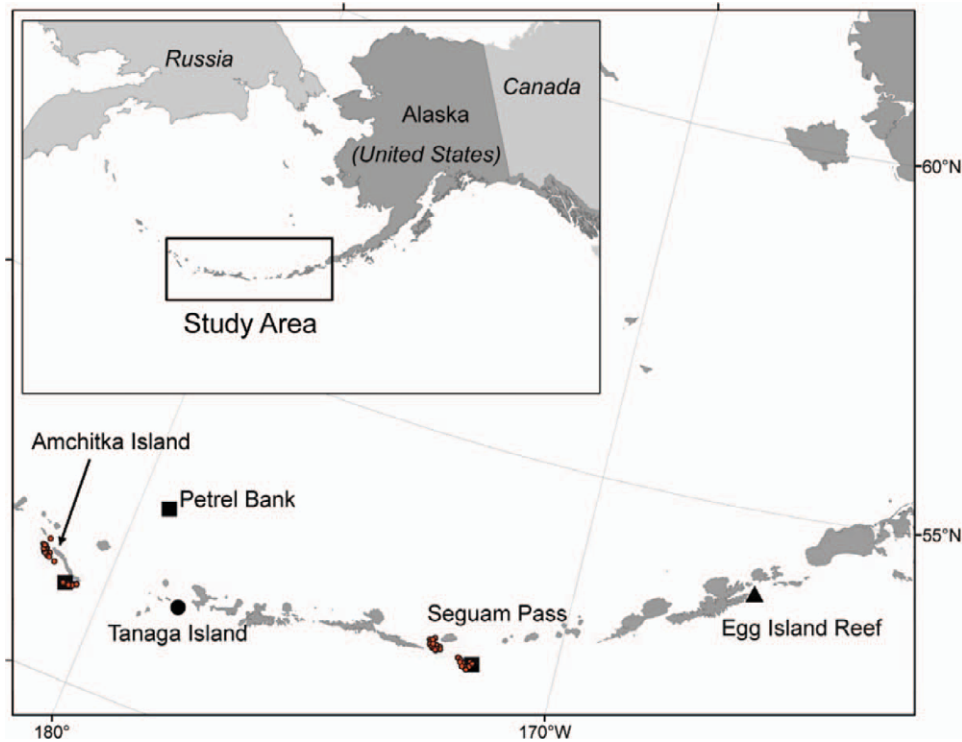 Russia
Canada
Alaska
(United States)
60°N
Study Area
Amchitka Island
Petrel Bank
55°N
Seguam Pass
Tanaga Island
Egg Island Reef
180°
170°W